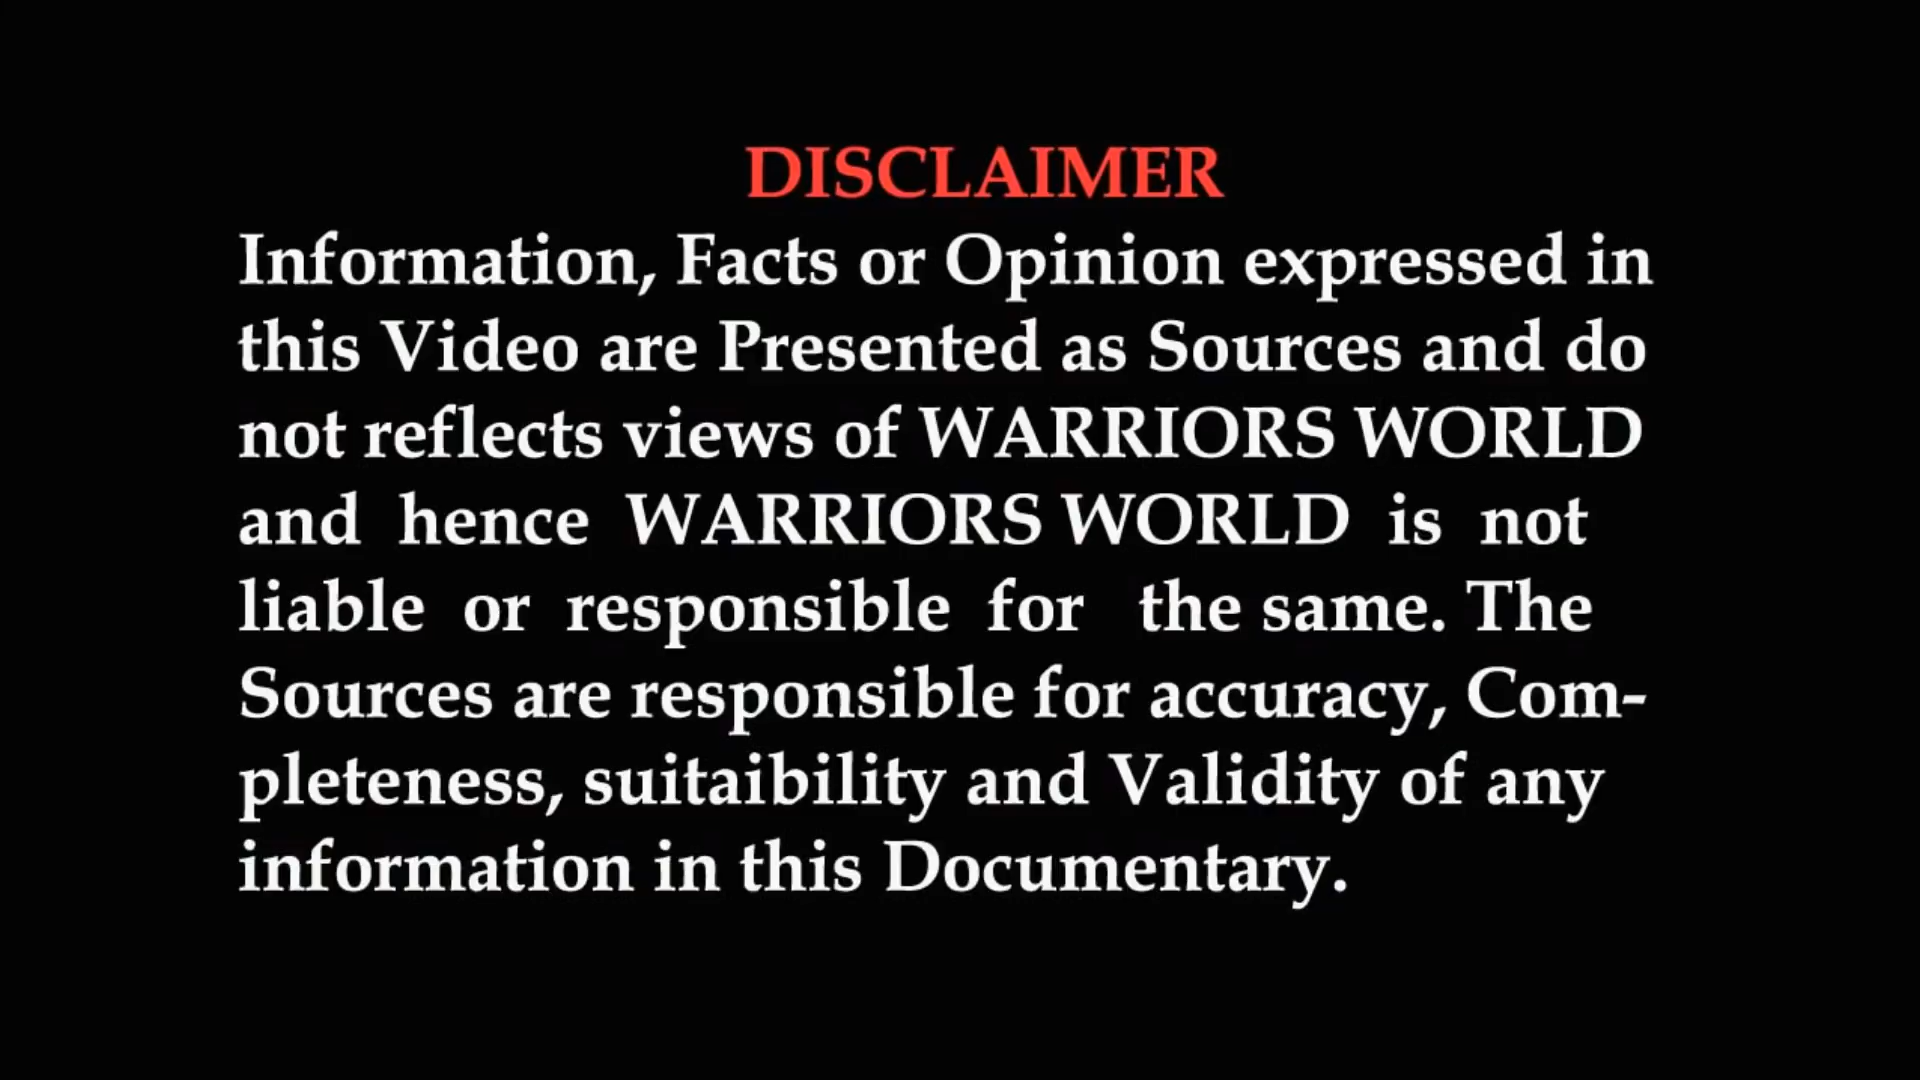 DISCLAIMER
Information, Facts or Opinion expressed in
this Video are Presented as Sources and do
not reflects views of WARRIORS WORLD
and hence WARRIORS WORLD is not
liable or responsible for the same. The
Sources are responsible for accuracy, Com-
pleteness, suitaibility and Validity of any
information in this Documentary.